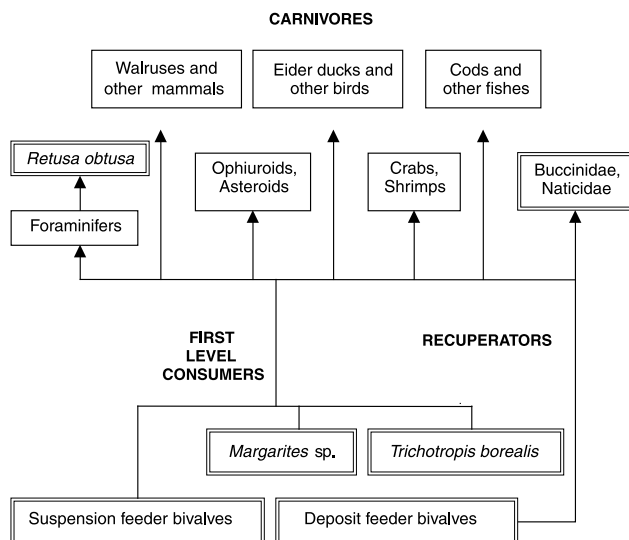 CARNIVORES
Walruses and
other mammals
Eider ducks and
other birds
Cods and
other fishes
Retusa obtusa
Ophiuroids,
Asteroids
Crabs,
Shrimps
Buccinidae,
Naticidae
Foraminifers
FIRST
LEVEL
CONSUMERS
RECUPERATORS
Margarites sp.
Trichotropis borealis
Suspension feeder bivalves
Deposit feeder bivalves